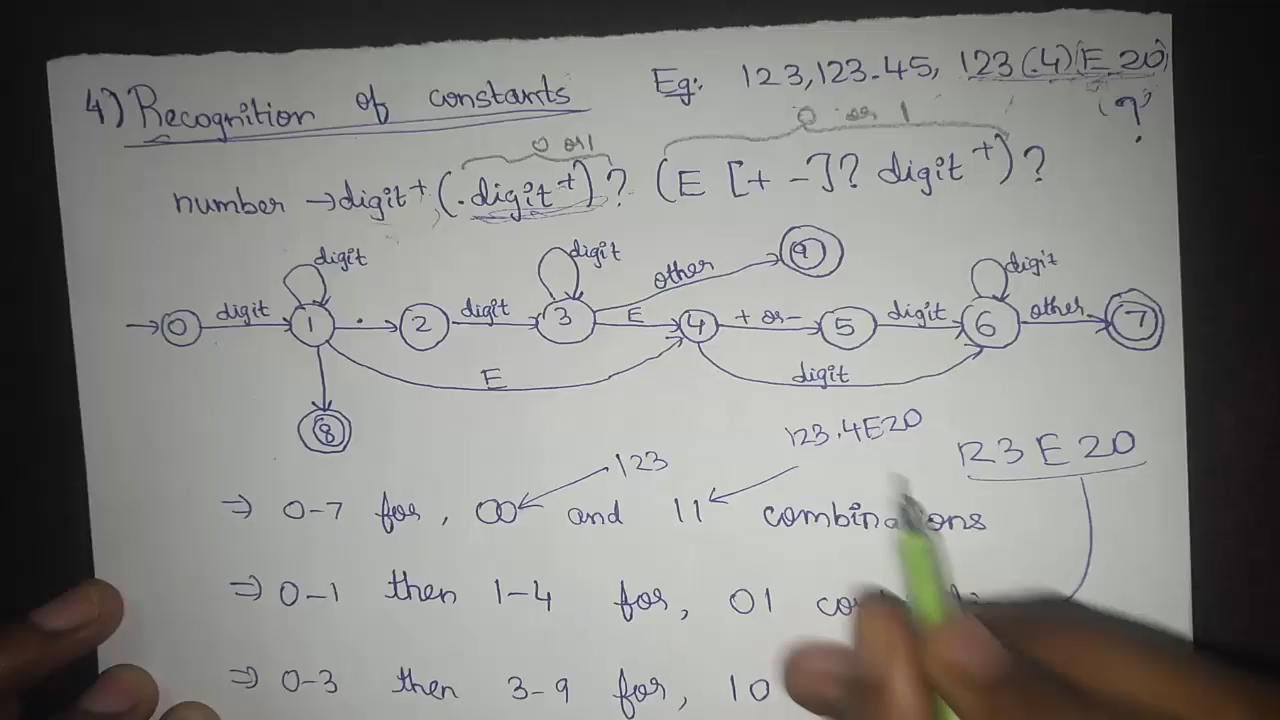 4) Recognition of constants Eg: 123, 123.45, 123(.4)(E 20)
?
0 or 1 0 or 1
number → digit+ (.digit+)? (E [+ -]? digit+)?
digit digit other 9 digit
0 digit 1 . 2 digit 3 E 4 + or - 5 digit 6 other 7
E digit
8
123 123.4E20 123E20
⇒ 0-7 for, 00 and 11 combinations
⇒ 0-1 then 1-4 for, 01
⇒ 0-3 then 3-9 for, 10